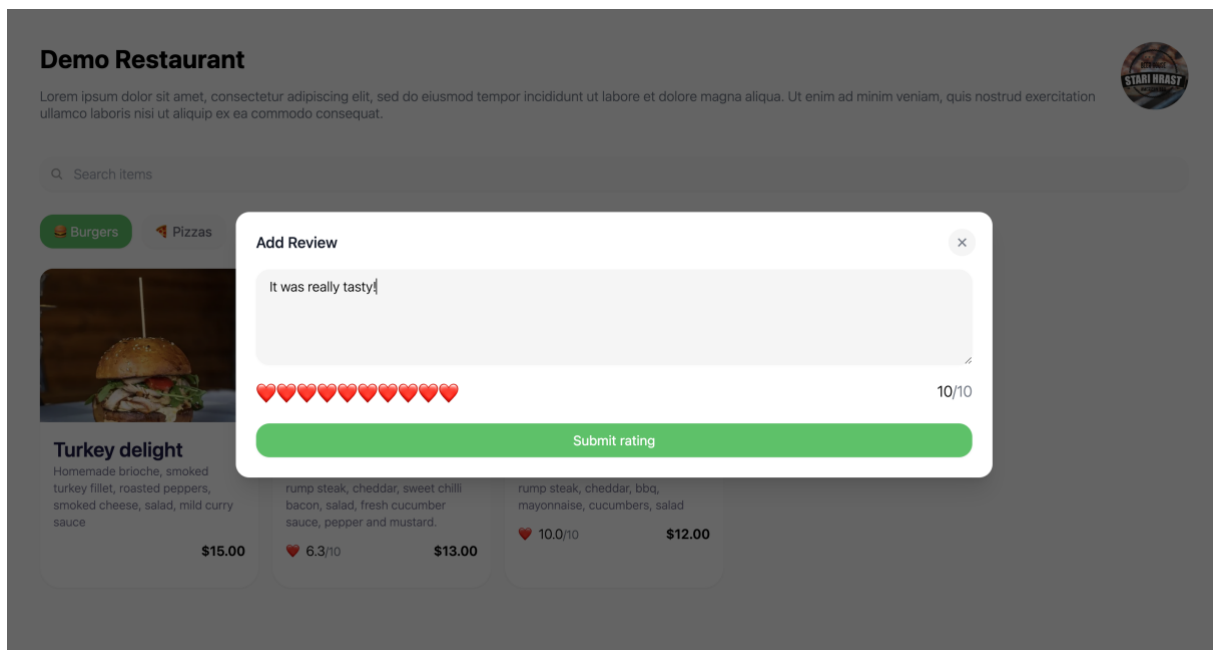 Demo Restaurant
STARI HRAST
Lorem ipsum dolor sit amet, consectetur adipiscing elit, sed do eiusmod tempor incididunt ut labore et dolore magna aliqua. Ut enim ad minim veniam, quis nostrud exercitation
ullamco laboris nisi ut aliquip ex ea commodo consequat.
Search items
🍔 Burgers
🍕 Pizzas
Add Review
It was really tasty!
❤️❤️❤️❤️❤️❤️❤️❤️❤️❤️ 10/10
Submit rating
Turkey delight
Homemade brioche, smoked
turkey fillet, roasted peppers,
smoked cheese, salad, mild curry
sauce
$15.00
rump steak, cheddar, sweet chilli
bacon, salad, fresh cucumber
sauce, pepper and mustard.
❤️ 6.3/10 $13.00
rump steak, cheddar, bbq,
mayonnaise, cucumbers, salad
❤️ 10.0/10 $12.00